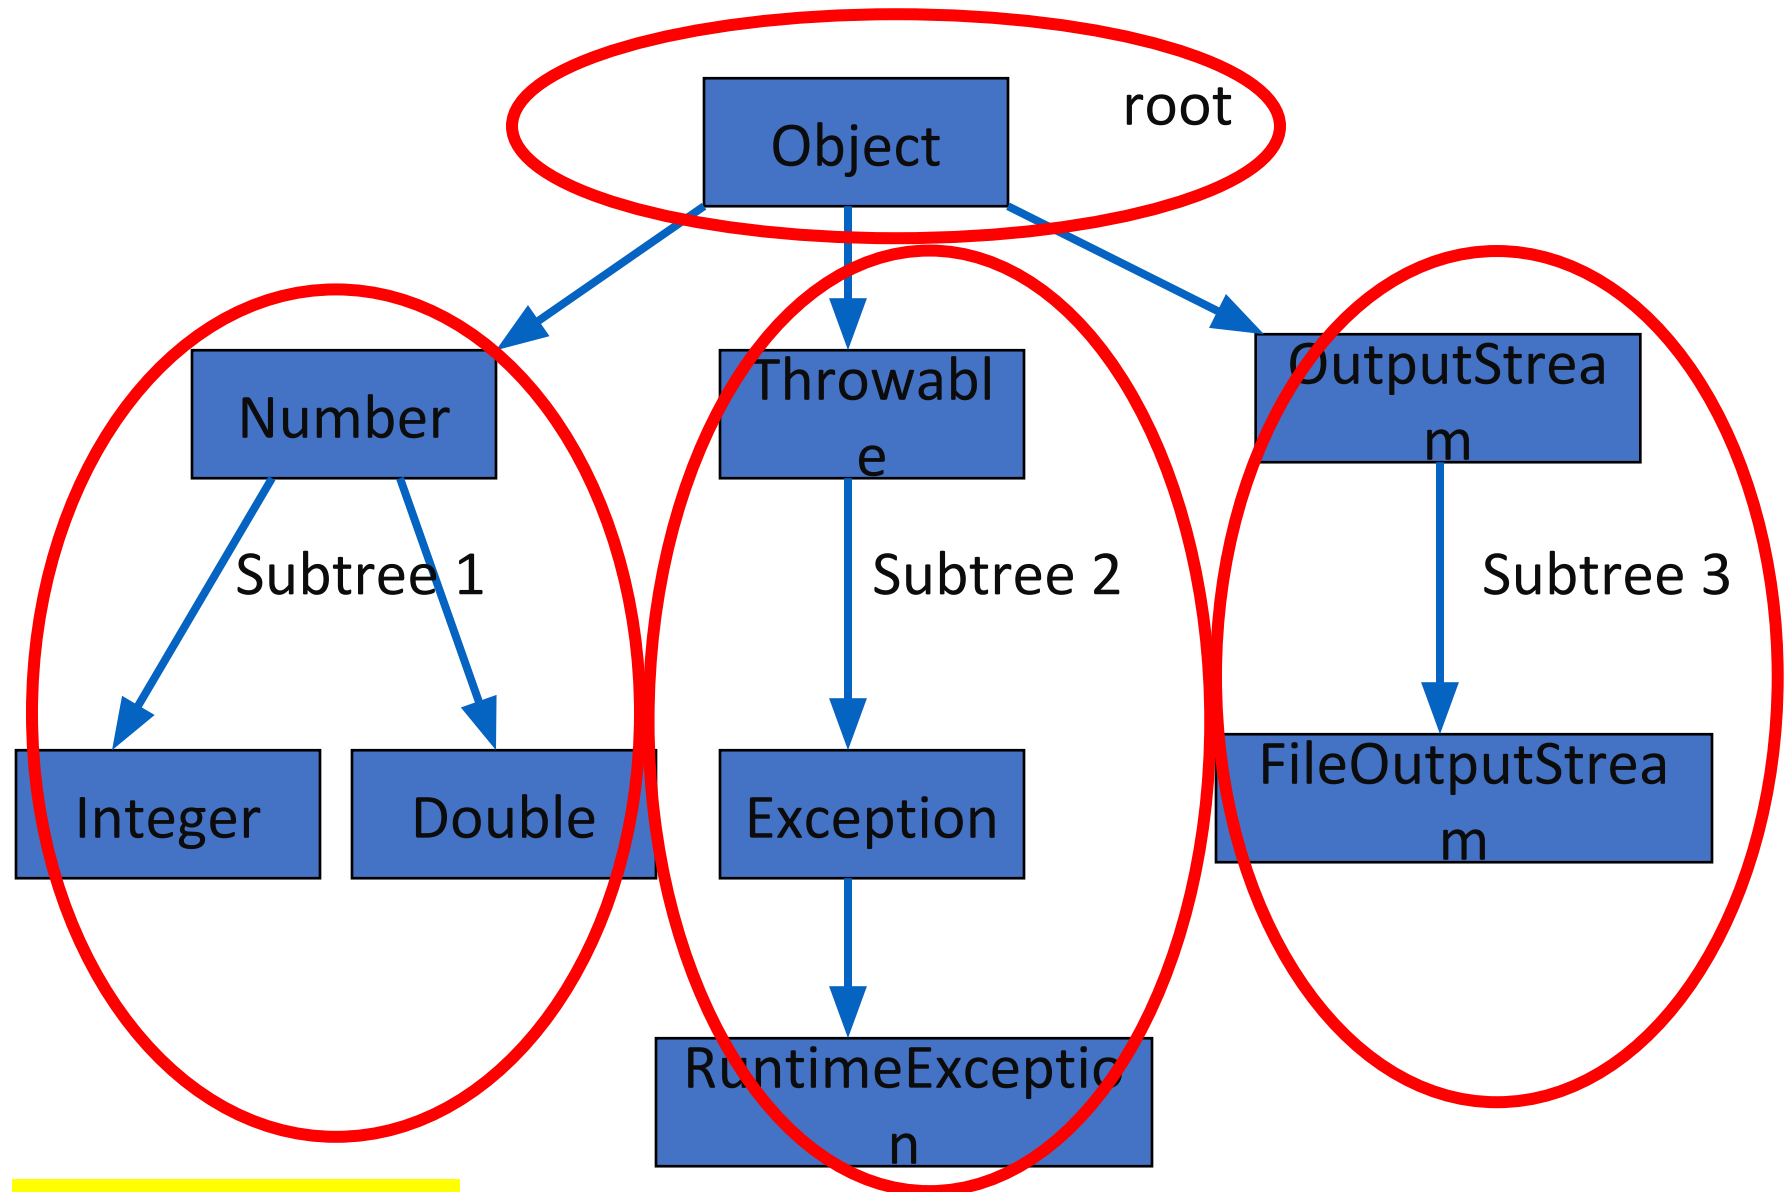 root
Object
Number
Throwabl
e
OutputStrea
m
Subtree 1
Subtree 2
Subtree 3
Integer
Double
Exception
FileOutputStrea
m
RuntimeExceptio
n